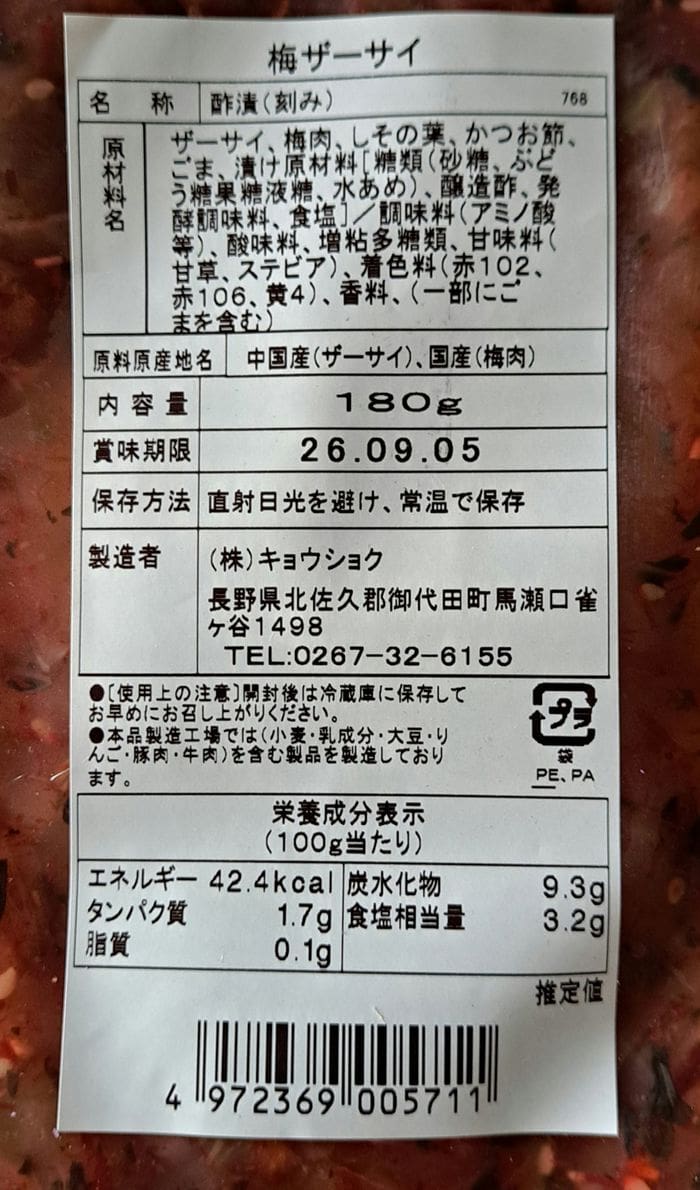 梅ザーサイ
名称 酢漬(刻み) 768
原材料名 ザーサイ、梅肉、しその葉、かつお節、
ごま、漬け原材料[糖類(砂糖、ぶど
う糖果糖液糖、水あめ)、醸造酢、発
酵調味料、食塩]/調味料(アミノ酸
等)、酸味料、増粘多糖類、甘味料(
甘草、ステビア)、着色料(赤102、
赤106、黄4)、香料、(一部にご
まを含む)
原料原産地名 中国産(ザーサイ)、国産(梅肉)
内容量 180g
賞味期限 26.09.05
保存方法 直射日光を避け、常温で保存
製造者 (株)キョウショク
長野県北佐久郡御代田町馬瀬口雀
ヶ谷1498
TEL:0267-32-6155
●[使用上の注意]開封後は冷蔵庫に保存して
お早めにお召し上がりください。
●本品製造工場では(小麦・乳成分・大豆・り
んご・豚肉・牛肉)を含む製品を製造しており
ます。
プラ
袋
PE、PA
栄養成分表示
(100g当たり)
エネルギー 42.4kcal 炭水化物 9.3g
タンパク質 1.7g 食塩相当量 3.2g
脂質 0.1g
推定値
4 972369 005711